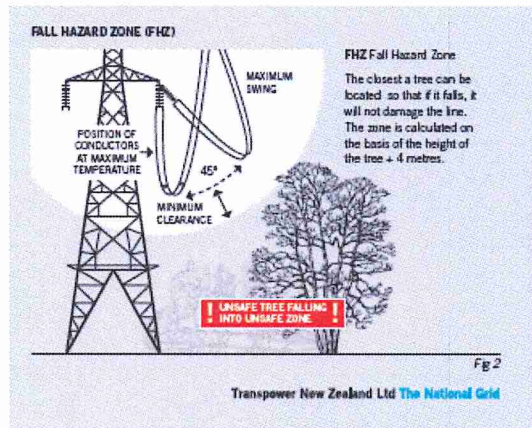 FALL HAZARD ZONE (FHZ)
MAXIMUM
SWING
POSITION OF
CONDUCTORS
AT MAXIMUM
TEMPERATURE
45°
MINIMUM
CLEARANCE
FHZ Fall Hazard Zone
The closest a tree can be
located so that if it falls, it
will not damage the line.
The zone is calculated on
the basis of the height of
the tree + 4 metres.
! UNSAFE TREE FALLING !
INTO UNSAFE ZONE
Fg 2
Transpower New Zealand Ltd The National Grid